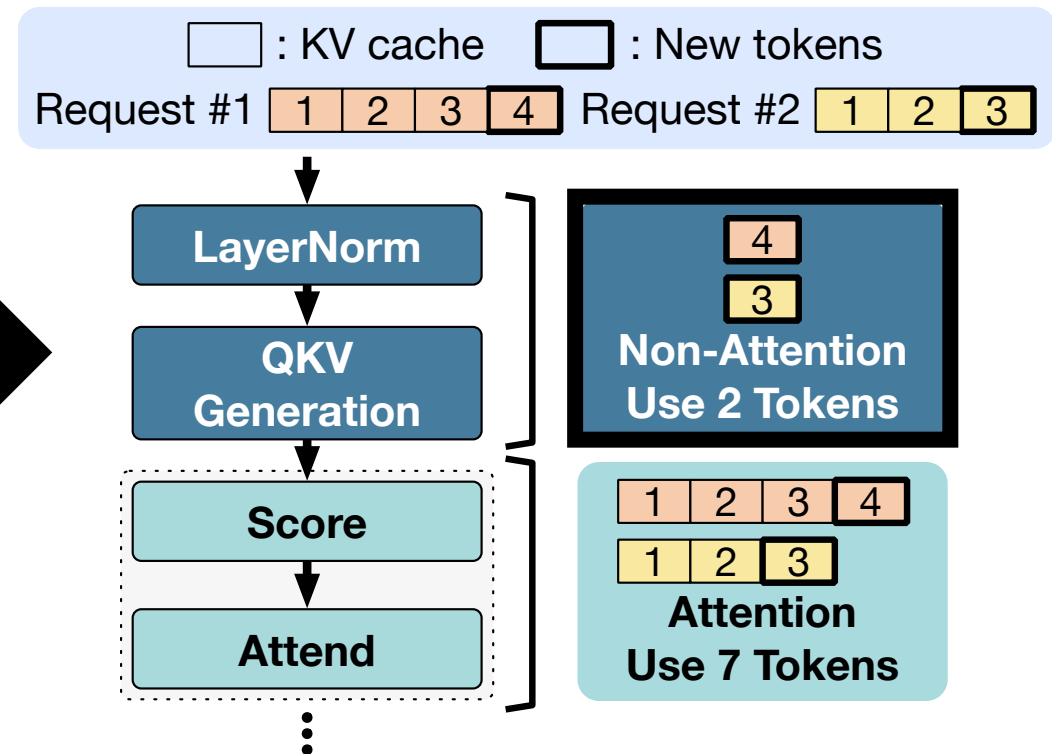 : KV cache : New tokens
Request #1 1 2 3 4 Request #2 1 2 3
LayerNorm
QKV
Generation
4
3
Non-Attention
Use 2 Tokens
Score
Attend
1 2 3 4
1 2 3
Attention
Use 7 Tokens